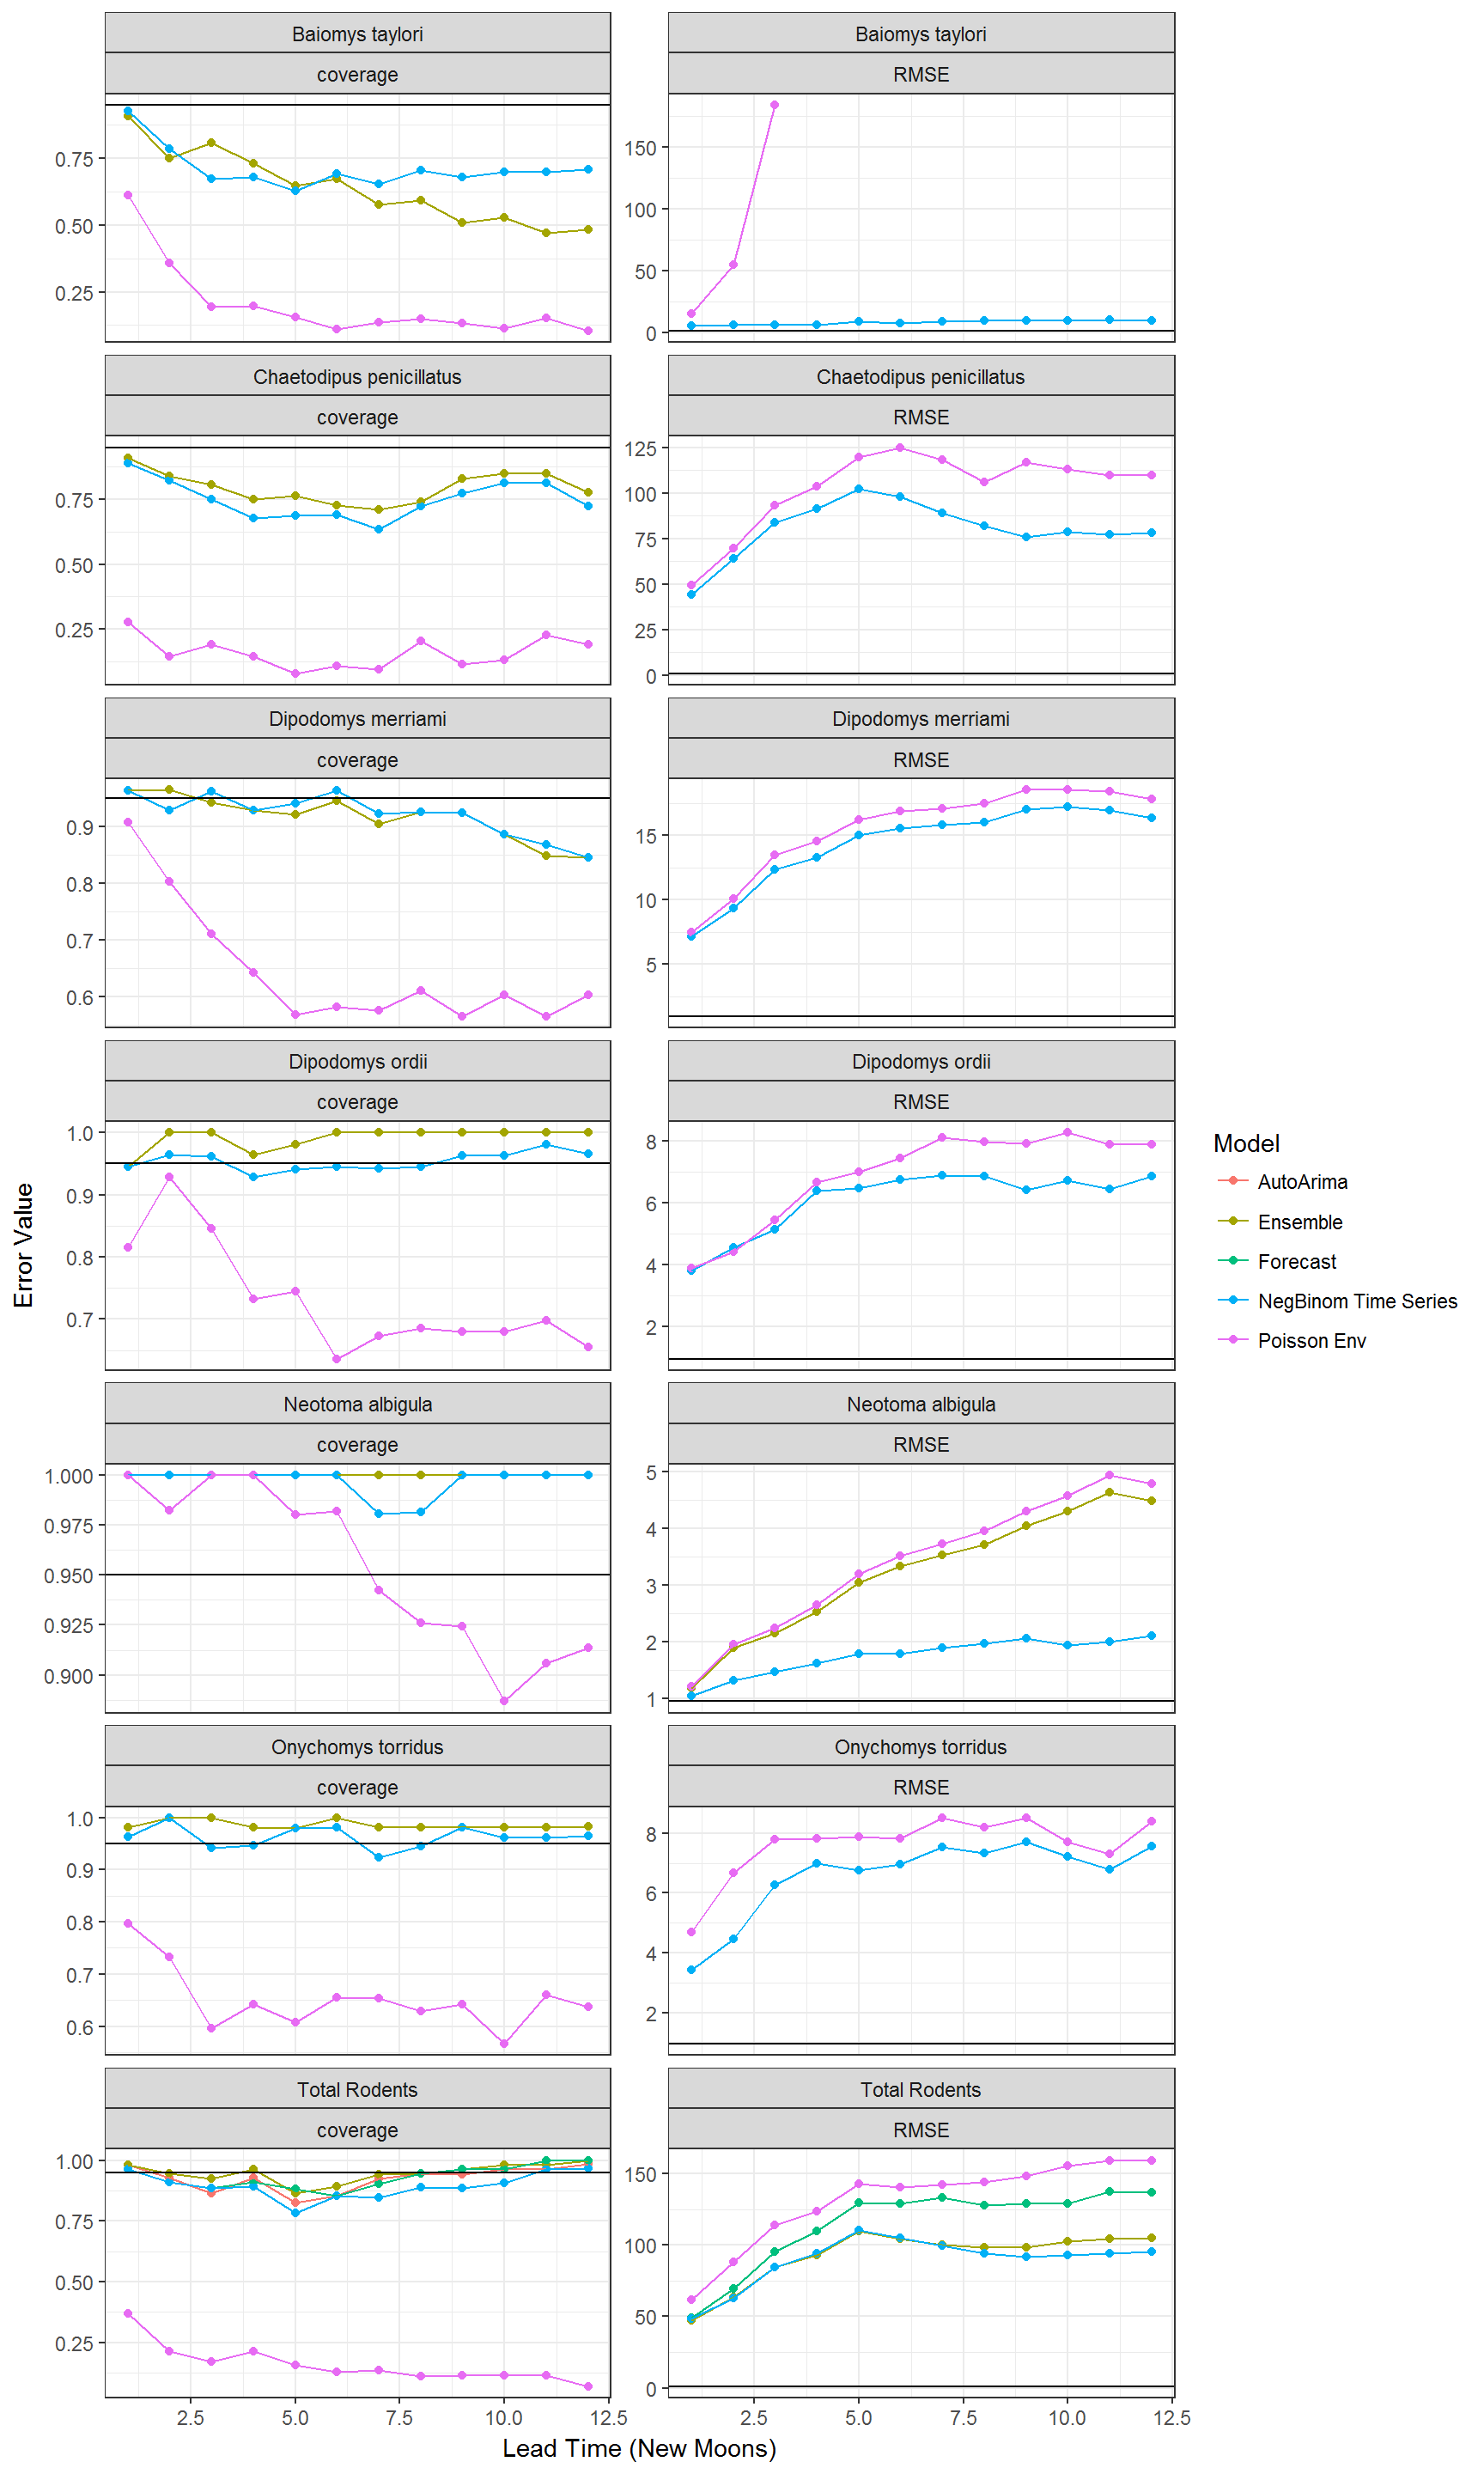 Baiomys taylori
Baiomys taylori
coverage
RMSE
0.75
0.50
0.25
150
100
50
0
Chaetodipus penicillatus
Chaetodipus penicillatus
coverage
RMSE
0.75
0.50
0.25
125
100
75
50
25
0
Dipodomys merriami
Dipodomys merriami
coverage
RMSE
0.9
0.8
0.7
0.6
15
10
5
Dipodomys ordii
Dipodomys ordii
coverage
RMSE
1.0
0.9
0.8
0.7
8
6
4
2
Neotoma albigula
Neotoma albigula
coverage
RMSE
1.000
0.975
0.950
0.925
0.900
5
4
3
2
1
Onychomys torridus
Onychomys torridus
coverage
RMSE
1.0
0.9
0.8
0.7
0.6
8
6
4
2
Total Rodents
Total Rodents
coverage
RMSE
1.00
0.75
0.50
0.25
150
100
50
0
2.5 5.0 7.5 10.0 12.5
2.5 5.0 7.5 10.0 12.5
Lead Time (New Moons)
Error Value
Model
AutoArima
Ensemble
Forecast
NegBinom Time Series
Poisson Env